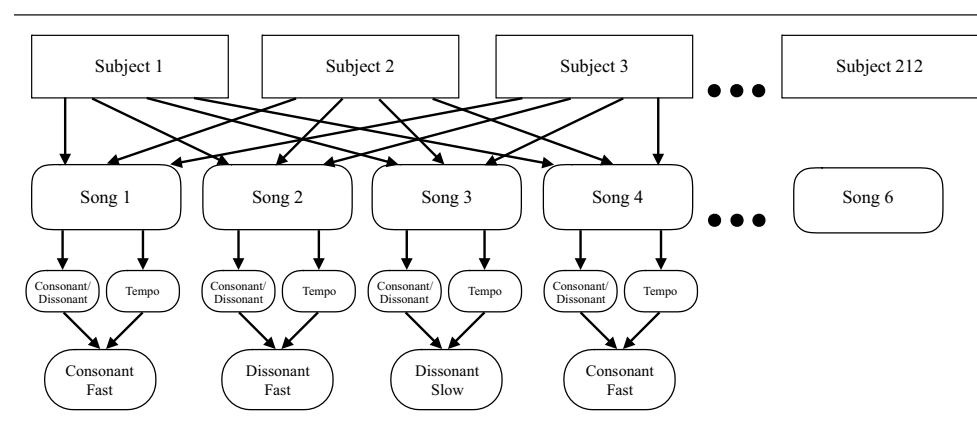 Subject 1
Subject 2
Subject 3
Subject 212
Song 1
Song 2
Song 3
Song 4
Song 6
Consonant/
Dissonant
Tempo
Consonant/
Dissonant
Tempo
Consonant/
Dissonant
Tempo
Consonant/
Dissonant
Tempo
Consonant
Fast
Dissonant
Fast
Dissonant
Slow
Consonant
Fast